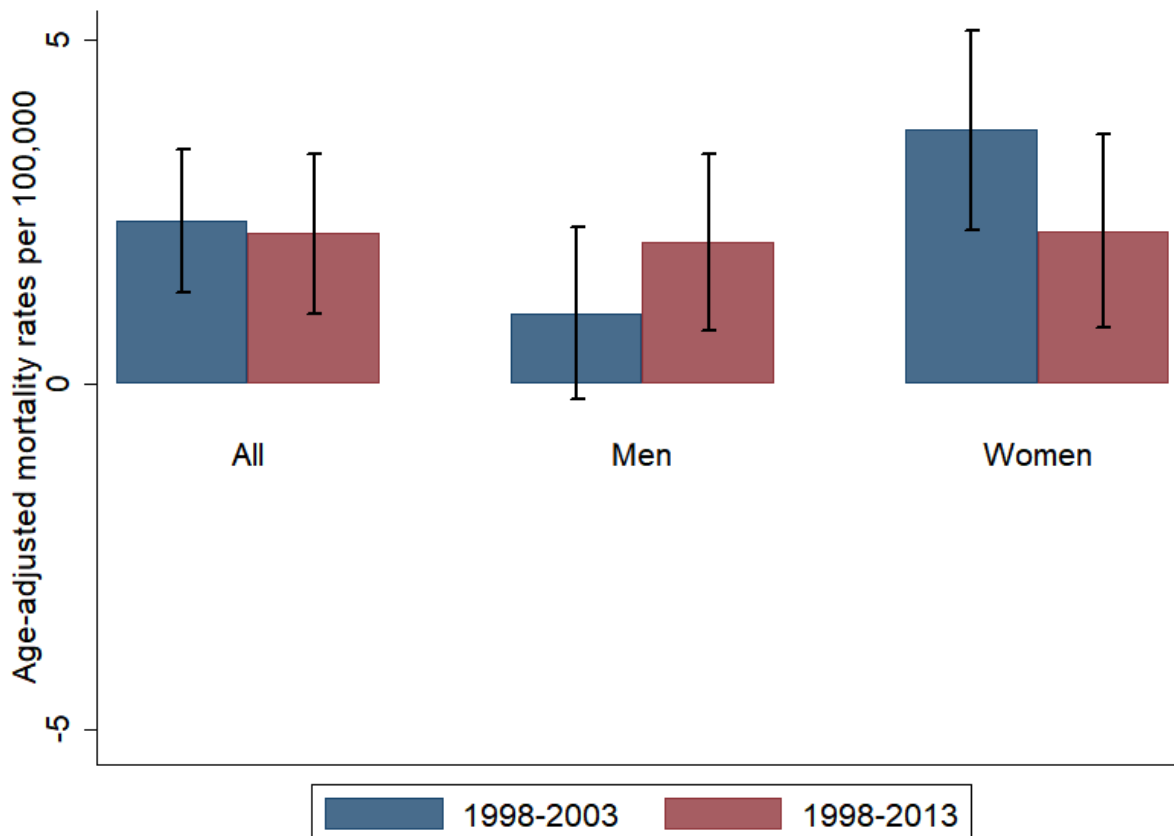 Age-adjusted mortality rates per 100,000
5
0
-5
All Men Women
1998-2003 1998-2013